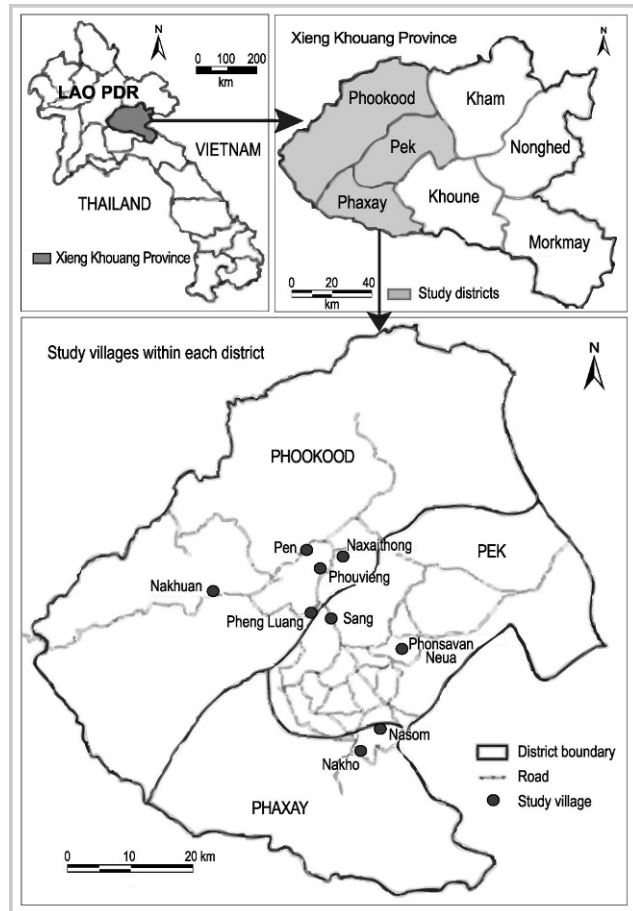 N
0 100 200
km
LAO PDR
VIETNAM
THAILAND
Xieng Khouang Province
Xieng Khouang Province
N
Phookood
Kham
Pek
Nonghed
Phaxay
Khoune
Morkmay
0 20 40
km
Study districts
Study villages within each district
N
PHOOKOOD
Pen
Naxaithong
PEK
Phouvieng
Nakhuan
Pheng Luang
Sang
Phonsavan
Neua
Nasom
Nakho
District boundary
Road
Study village
PHAXAY
0 10 20 km